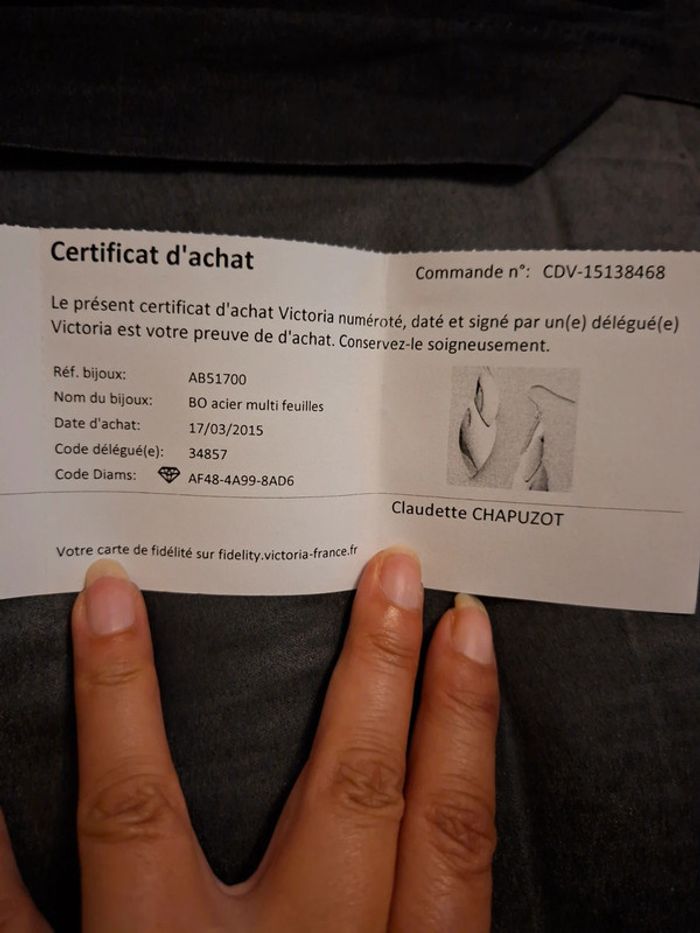 Certificat d'achat
Commande n°: CDV-15138468
Le présent certificat d'achat Victoria numéroté, daté et signé par un(e) délégué(e)
Victoria est votre preuve de d'achat. Conservez-le soigneusement.
Réf. bijoux: AB51700
Nom du bijoux: BO acier multi feuilles
Date d'achat: 17/03/2015
Code délégué(e): 34857
Code Diams: AF48-4A99-8AD6
Claudette CHAPUZOT
Votre carte de fidélité sur fidelity.victoria-france.fr